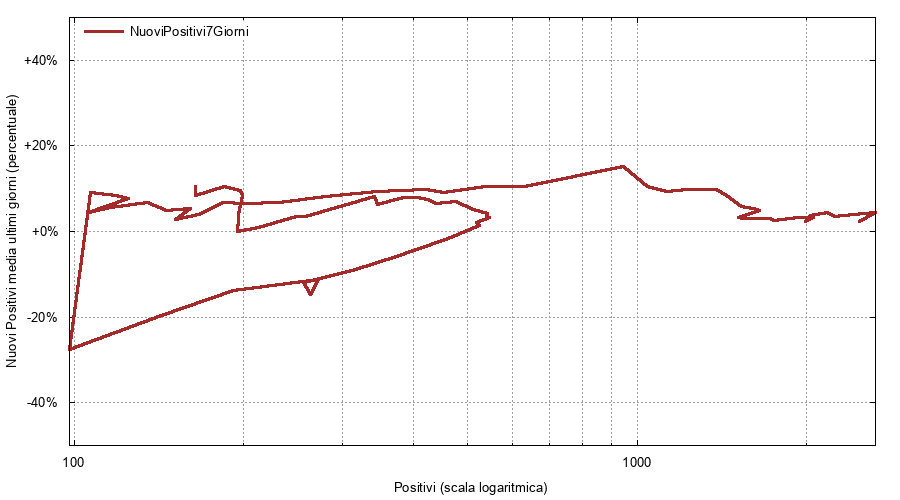 NuoviPositivi7Giorni
Nuovi Positivi media ultimi giorni (percentuale)
+40%
+20%
+0%
-20%
-40%
100
1000
Positivi (scala logaritmica)